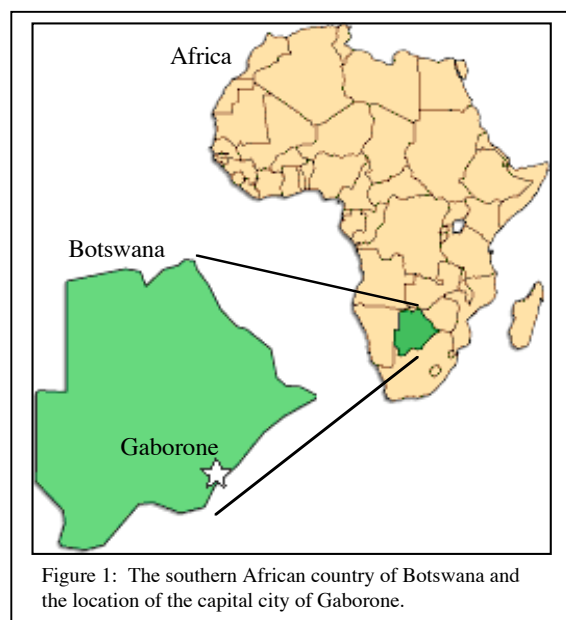 Africa
Botswana
Gaborone
Figure 1:  The southern African country of Botswana and
the location of the capital city of Gaborone.